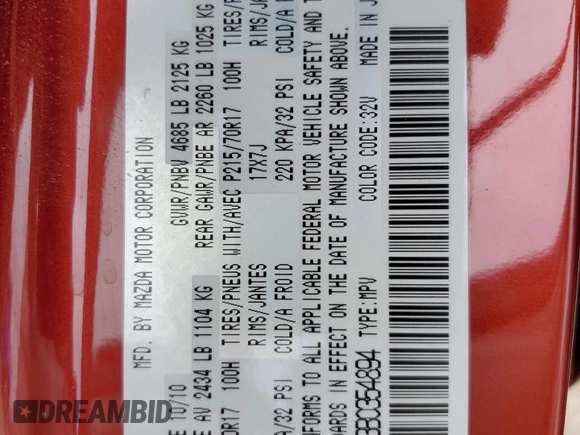 MFD. BY MAZDA MOTOR CORPORATION
10/10 GVWR/PNBV 4685 LB 2125 KG
AV 2434 LB 1104 KG REAR GAWR/PNBE AR 2260 LB 1025 KG
R17 100H TIRES/PNEUS WITH/AVEC P215/70R17 100H
RIMS/JANTES 17X7J
/32 PSI COLD/A FROID 220 KPA/32 PSI COLD/A
TO ALL APPLICABLE FEDERAL MOTOR VEHICLE SAFETY AND
IN EFFECT ON THE DATE OF MANUFACTURE SHOWN ABOVE.
TYPE:MPV COLOR CODE:32V MADE IN J
DREAMBID